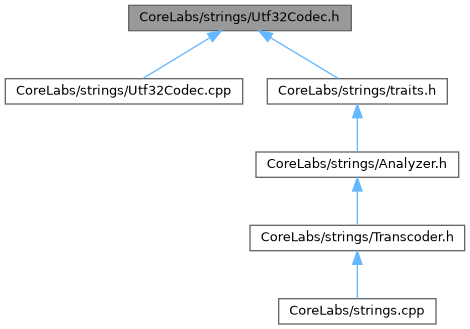 CoreLabs/strings/Utf32Codec.h
CoreLabs/strings/Utf32Codec.cpp
CoreLabs/strings/traits.h
CoreLabs/strings/Analyzer.h
CoreLabs/strings/Transcoder.h
CoreLabs/strings.cpp